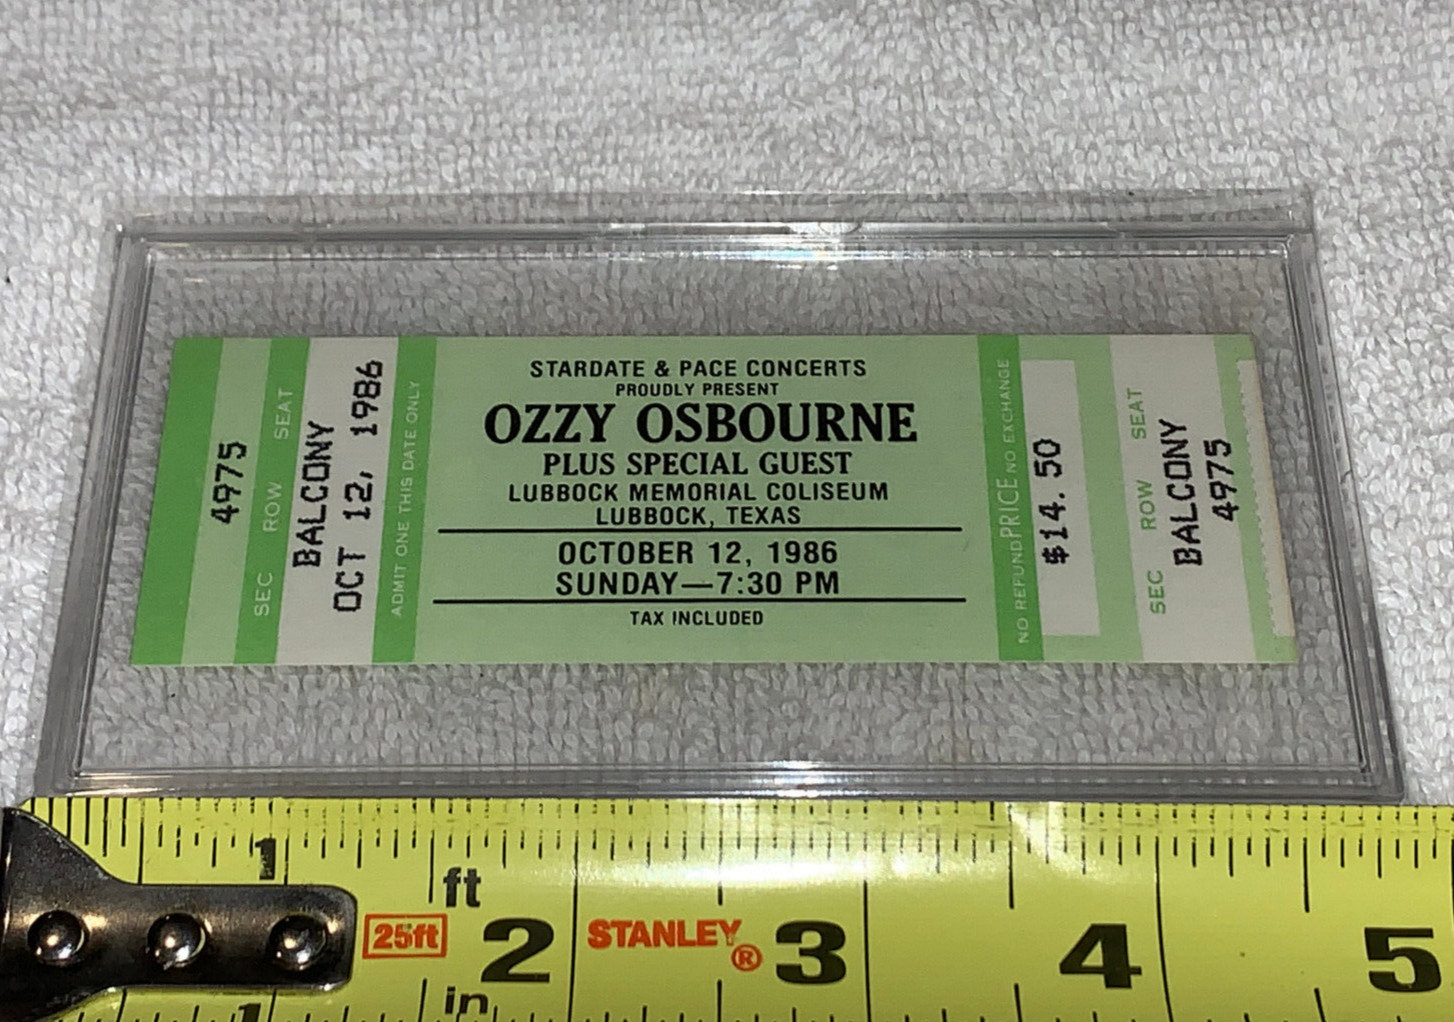 4975
SEC ROW SEAT
BALCONY
OCT 12, 1986
ADMIT ONE THIS DATE ONLY
STARDATE & PACE CONCERTS
PROUDLY PRESENT
OZZY OSBOURNE
PLUS SPECIAL GUEST
LUBBOCK MEMORIAL COLISEUM
LUBBOCK, TEXAS
OCTOBER 12, 1986
SUNDAY—7:30 PM
TAX INCLUDED
NO REFUND PRICE NO EXCHANGE
$14.50
SEC ROW SEAT
BALCONY
4975
1
ft
25ft 2 STANLEY® 3 4 5
in
1